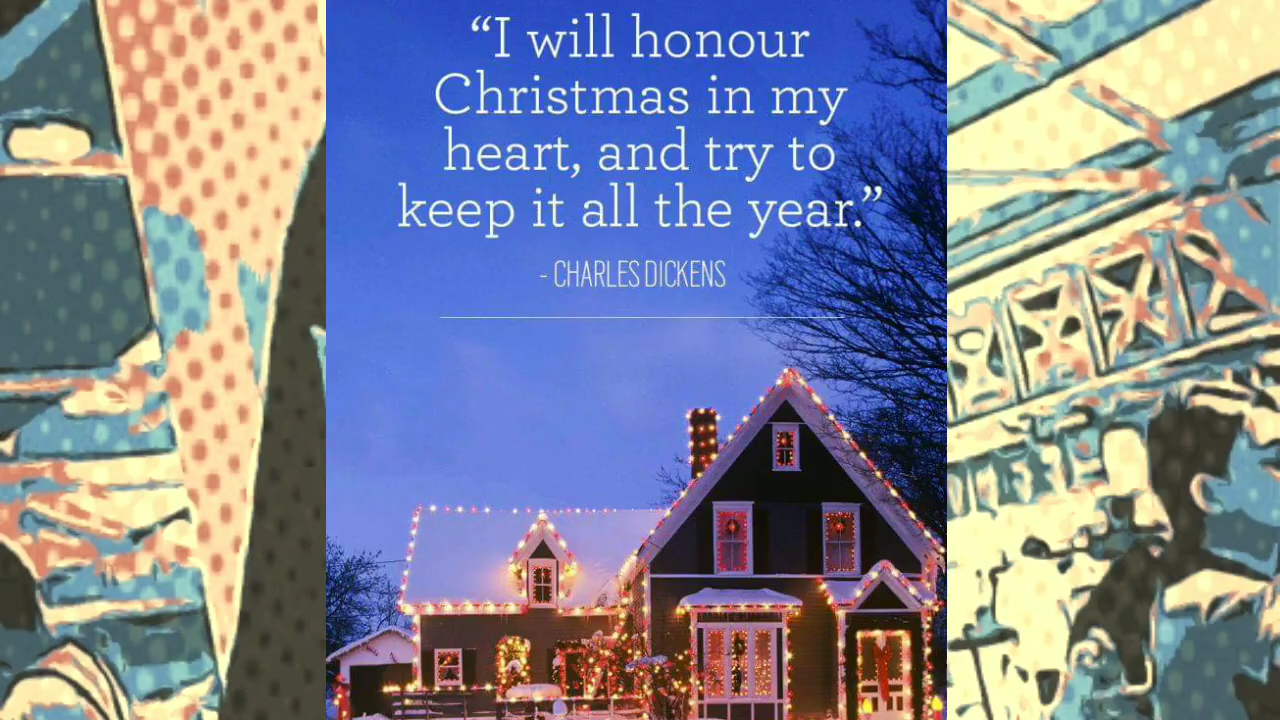 “I will honour
Christmas in my
heart, and try to
keep it all the year.”
- CHARLES DICKENS